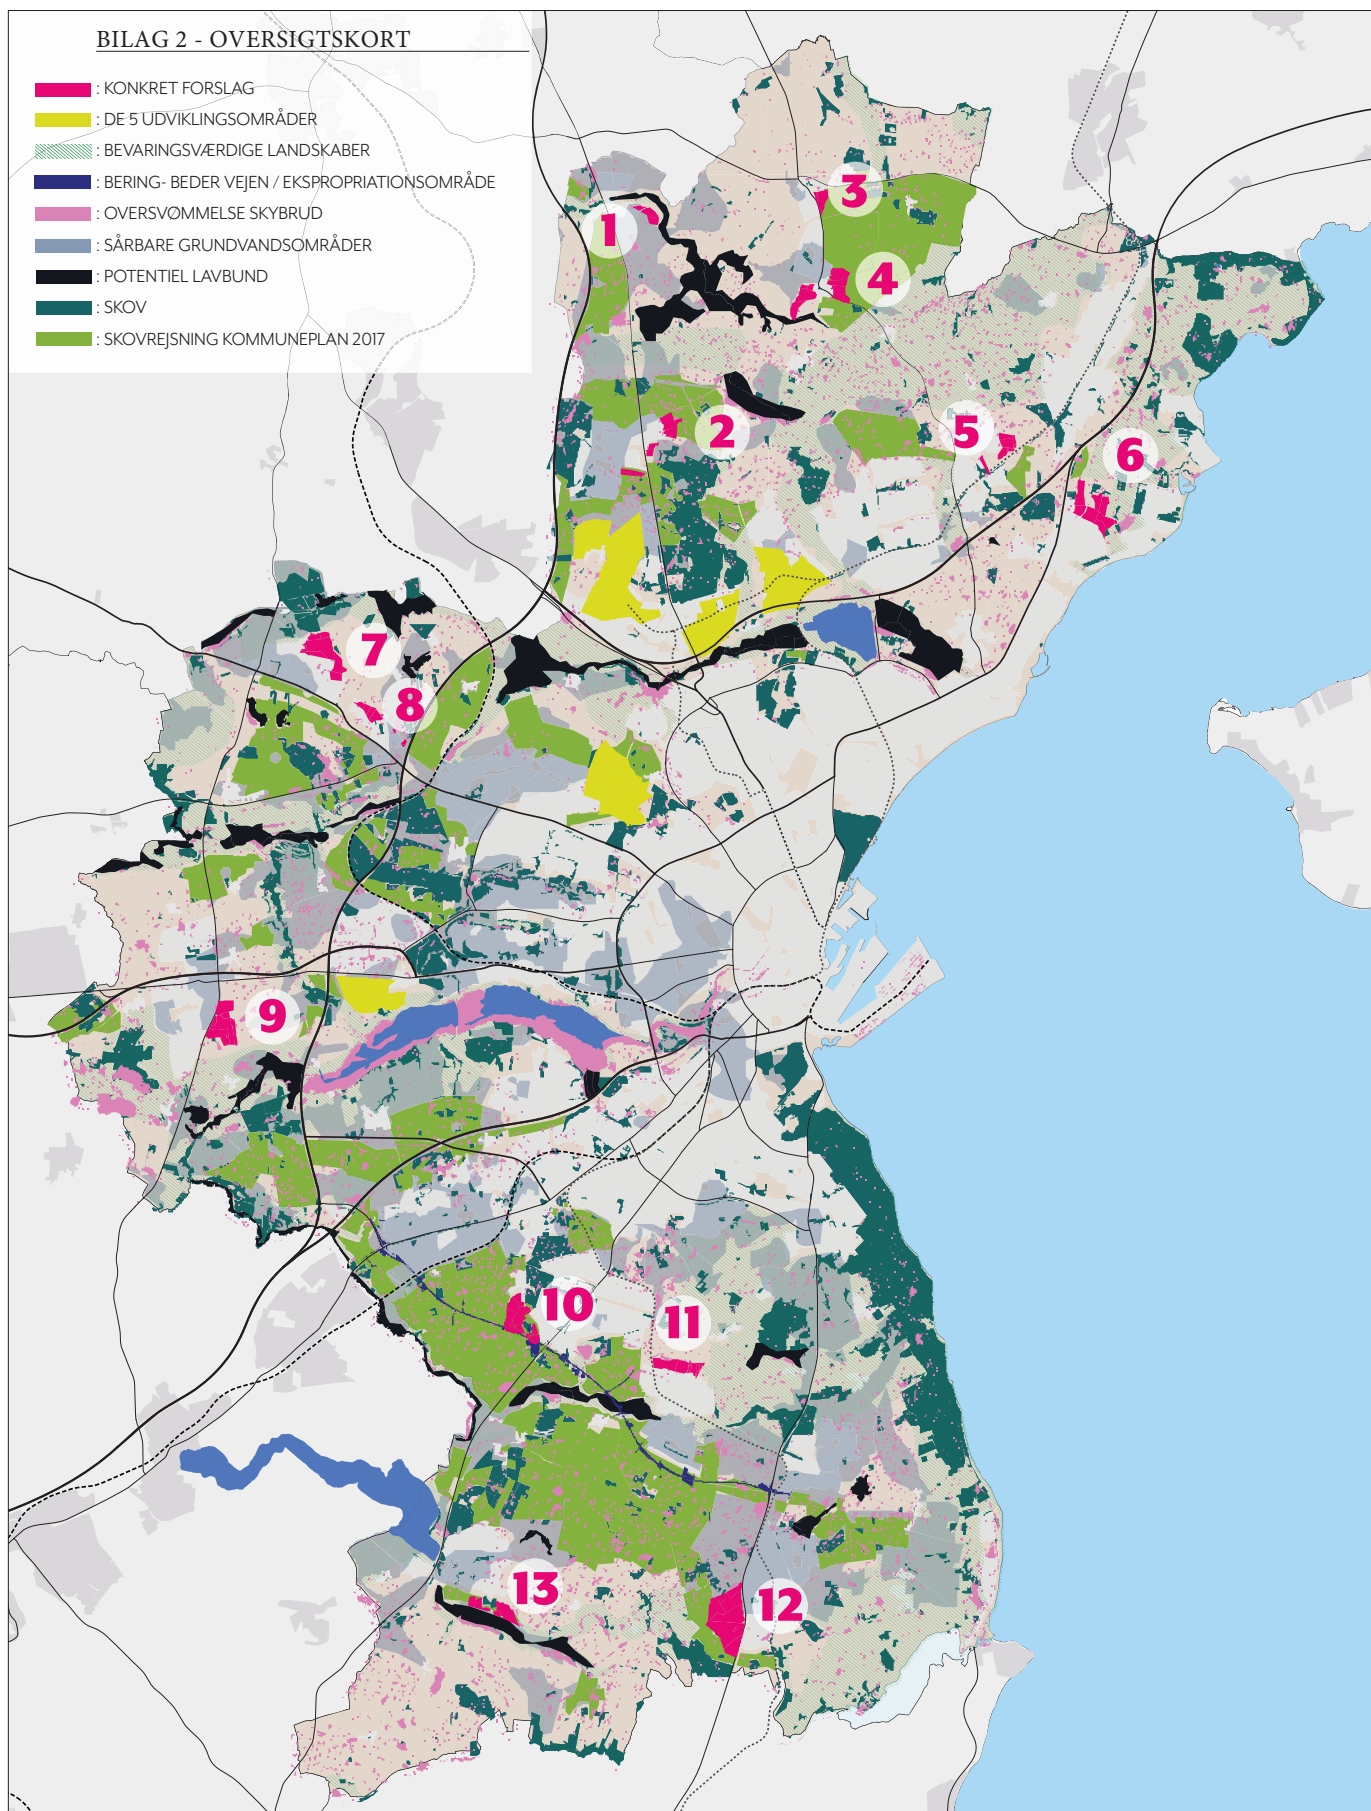 BILAG 2 - OVERSIGTSKORT
: KONKRET FORSLAG
: DE 5 UDVIKLINGSOMRÅDER
: BEVARINGSVÆRDIGE LANDSKABER
: BERING- BEDER VEJEN / EKSPROPRIATIONSOMRÅDE
: OVERSVØMMELSE SKYBRUD
: SÅRBARE GRUNDVANDSOMRÅDER
: POTENTIEL LAVBUND
: SKOV
: SKOVREJSNING KOMMUNEPLAN 2017
3
1
4
2
5
6
7
8
9
10
11
13
12